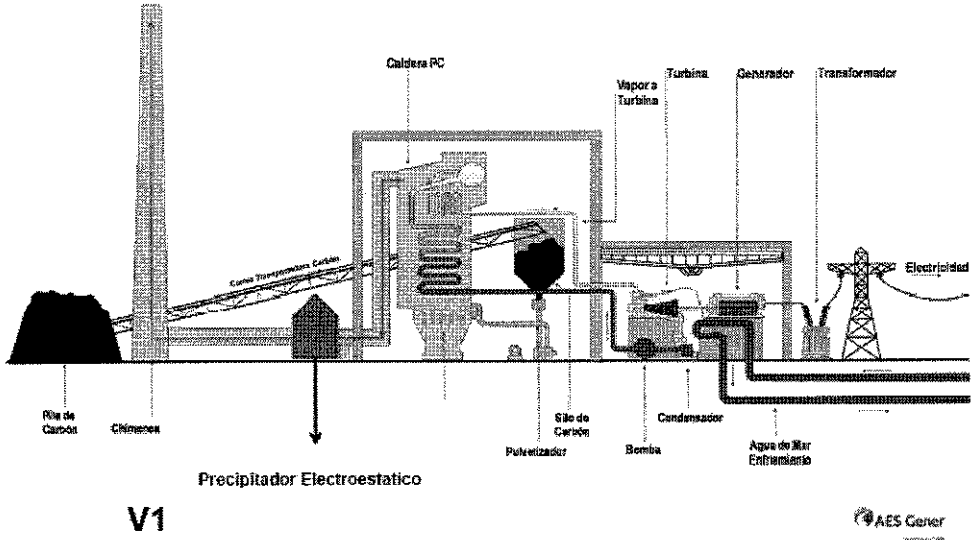 Caldera PC
Vapor a
Turbina
Turbina
Generador
Transformador
Correa Transportadora Carbón
Electricidad
Pila de
Carbón
Chimenea
Silo de
Carbón
Pulverizador
Bomba
Condensador
Agua de Mar
Enfriamiento
Precipitador Electroestatico
V1
AES Gener